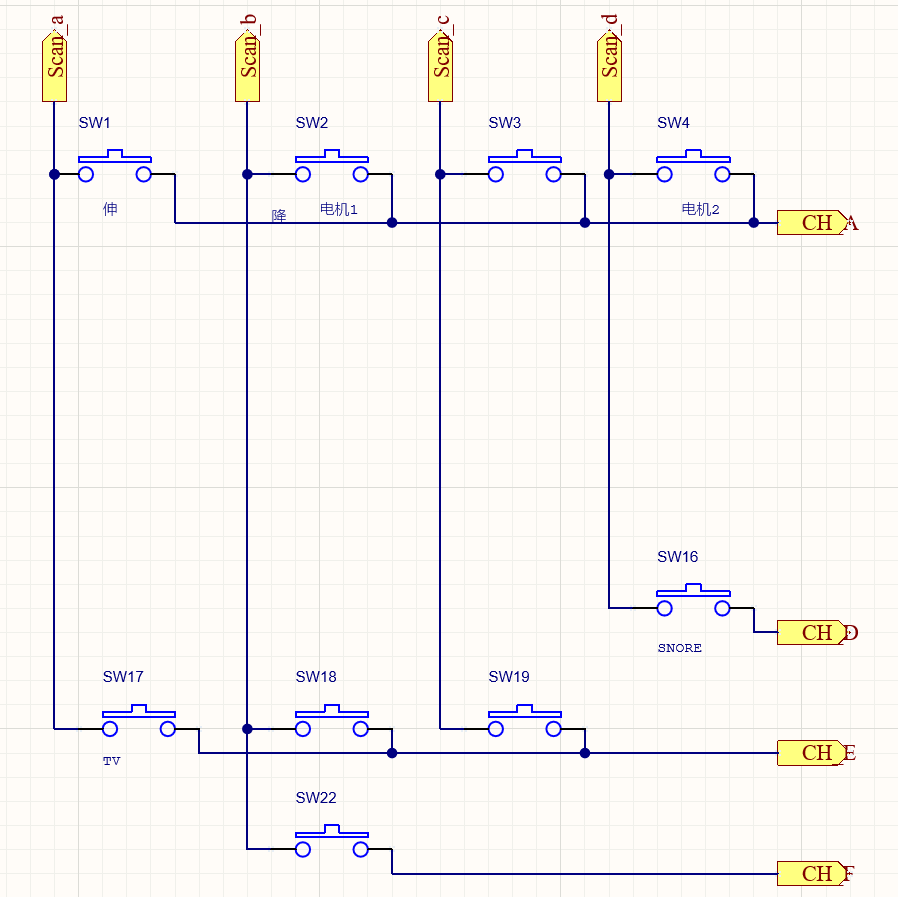 Scan_a
Scan_b
Scan_c
Scan_d
SW1
SW2
SW3
SW4
伸
降
电机1
电机2
CH_A
SW16
CH_D
SNORE
SW17
SW18
SW19
CH_E
TV
SW22
CH_F